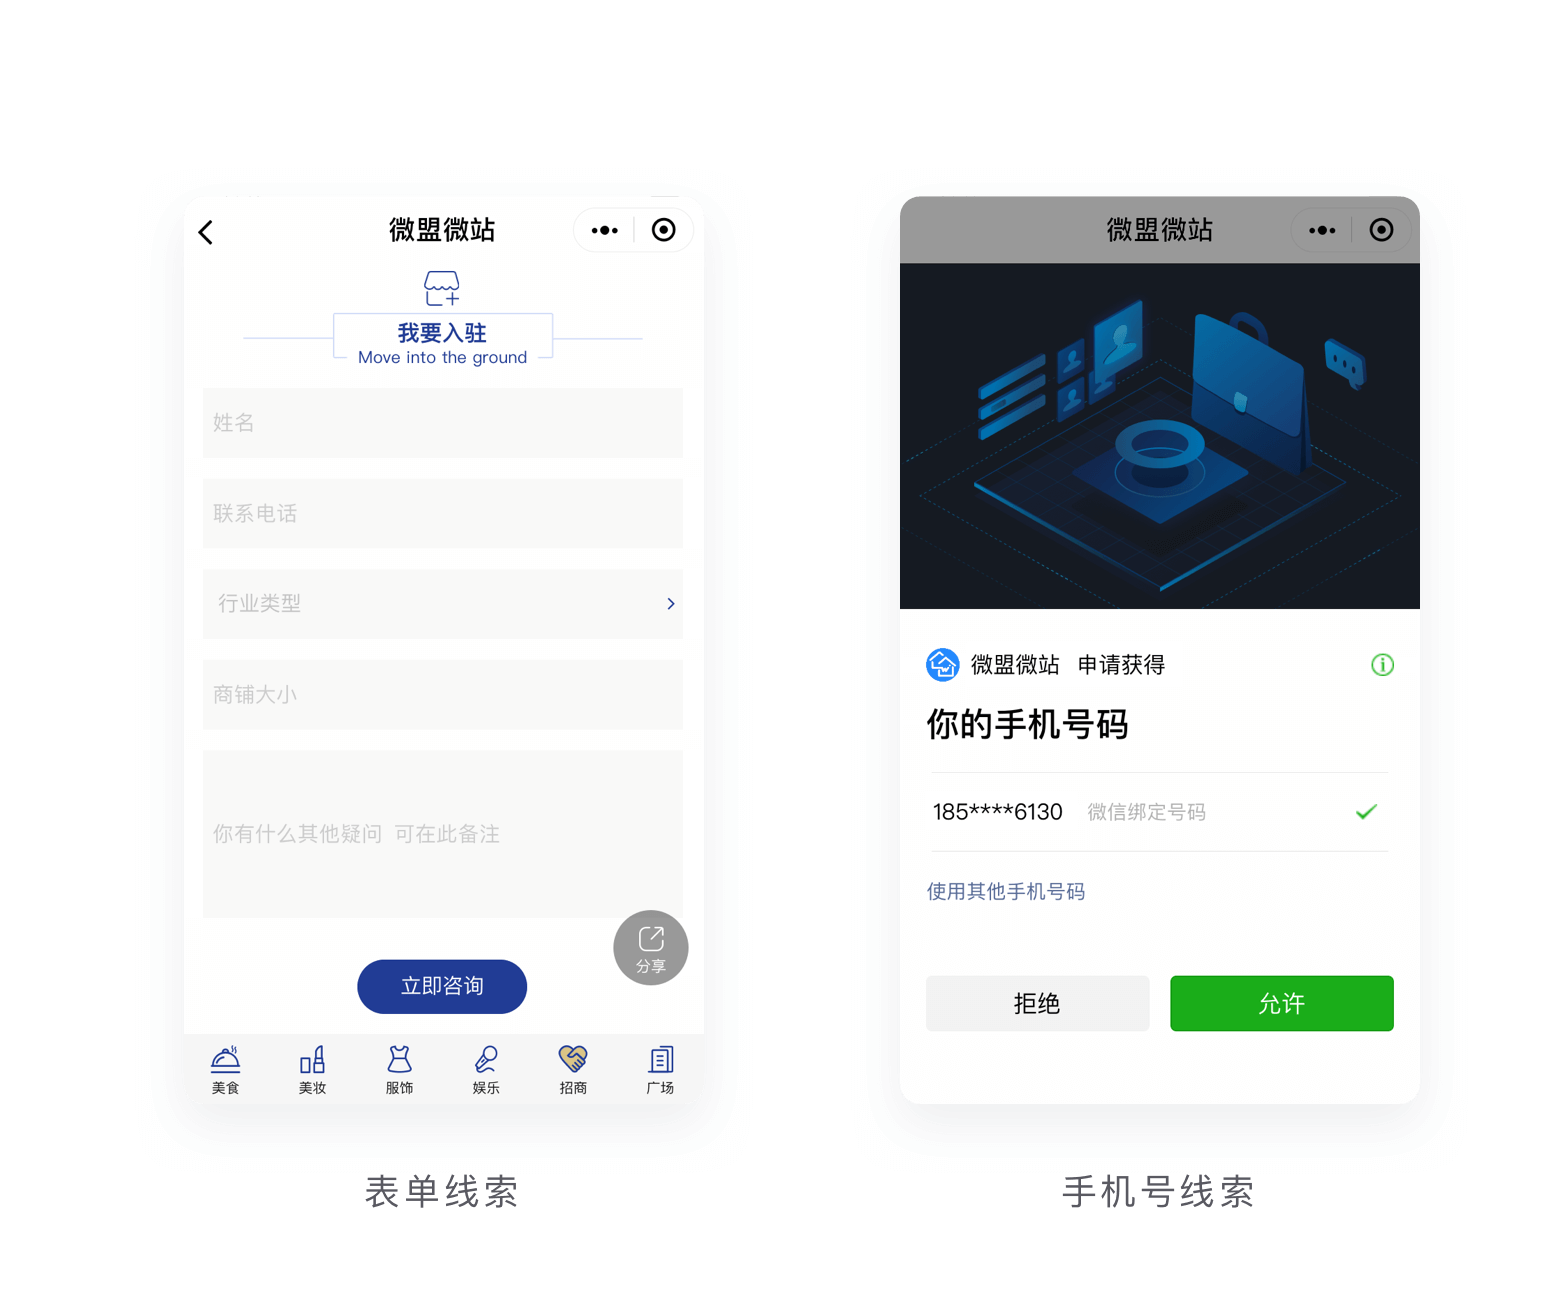 微盟微站
我要入驻
Move into the ground
姓名
联系电话
行业类型
商铺大小
你有什么其他疑问 可在此备注
分享
立即咨询
美食
美妆
服饰
娱乐
招商
广场
表单线索
微盟微站
微盟微站 申请获得
你的手机号码
185****6130 微信绑定号码
使用其他手机号码
拒绝
允许
手机号线索